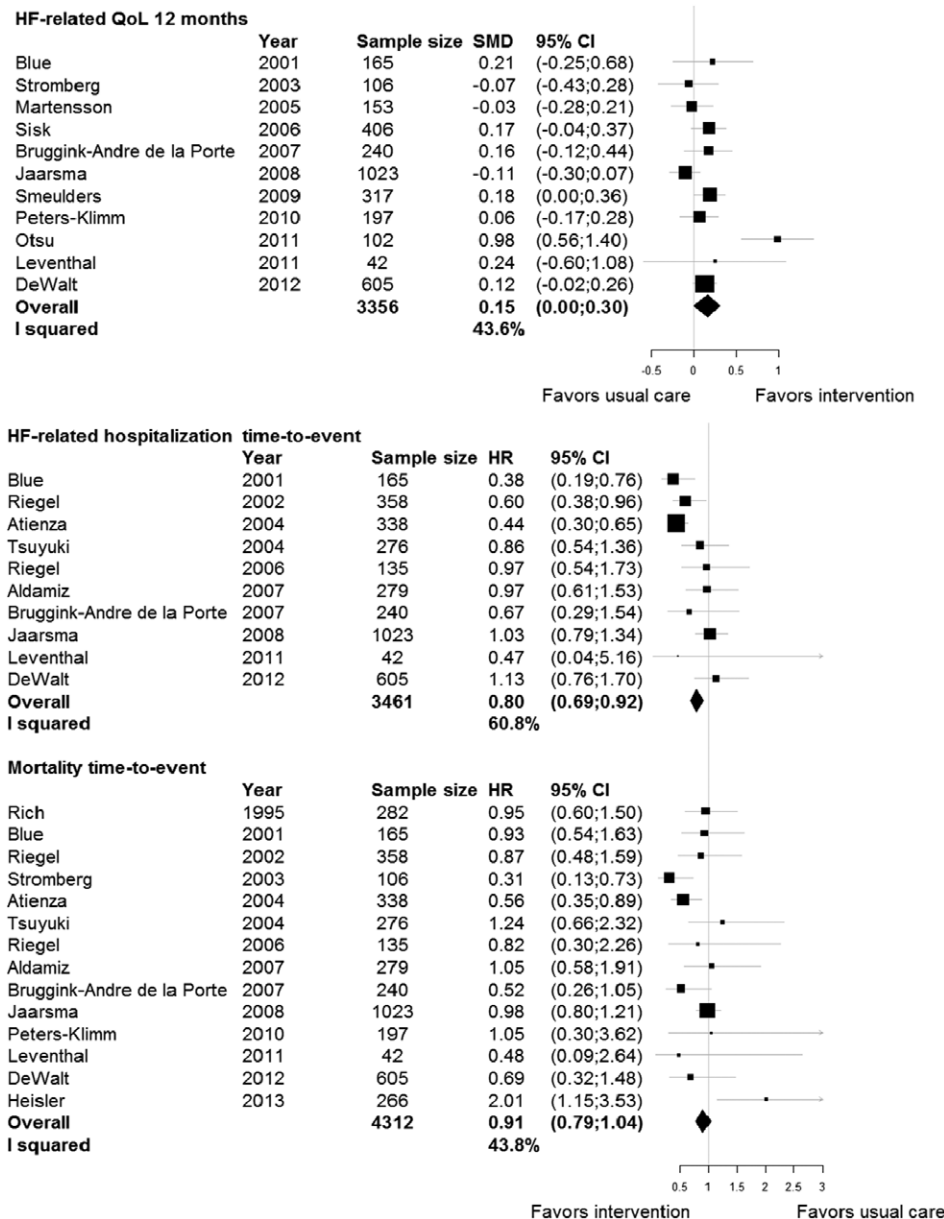 HF-related QoL 12 months
Year Sample size SMD 95% CI
Blue 2001 165 0.21 (-0.25;0.68)
Stromberg 2003 106 -0.07 (-0.43;0.28)
Martensson 2005 153 -0.03 (-0.28;0.21)
Sisk 2006 406 0.17 (-0.04;0.37)
Bruggink-Andre de la Porte 2007 240 0.16 (-0.12;0.44)
Jaarsma 2008 1023 -0.11 (-0.30;0.07)
Smeulders 2009 317 0.18 (0.00;0.36)
Peters-Klimm 2010 197 0.06 (-0.17;0.28)
Otsu 2011 102 0.98 (0.56;1.40)
Leventhal 2011 42 0.24 (-0.60;1.08)
DeWalt 2012 605 0.12 (-0.02;0.26)
Overall 3356 0.15 (0.00;0.30)
I squared 43.6%
-0.5 0 0.5 1
Favors usual care Favors intervention
HF-related hospitalization time-to-event
Year Sample size HR 95% CI
Blue 2001 165 0.38 (0.19;0.76)
Riegel 2002 358 0.60 (0.38;0.96)
Atienza 2004 338 0.44 (0.30;0.65)
Tsuyuki 2004 276 0.86 (0.54;1.36)
Riegel 2006 135 0.97 (0.54;1.73)
Aldamiz 2007 279 0.97 (0.61;1.53)
Bruggink-Andre de la Porte 2007 240 0.67 (0.29;1.54)
Jaarsma 2008 1023 1.03 (0.79;1.34)
Leventhal 2011 42 0.47 (0.04;5.16)
DeWalt 2012 605 1.13 (0.76;1.70)
Overall 3461 0.80 (0.69;0.92)
I squared 60.8%
Mortality time-to-event
Year Sample size HR 95% CI
Rich 1995 282 0.95 (0.60;1.50)
Blue 2001 165 0.93 (0.54;1.63)
Riegel 2002 358 0.87 (0.48;1.59)
Stromberg 2003 106 0.31 (0.13;0.73)
Atienza 2004 338 0.56 (0.35;0.89)
Tsuyuki 2004 276 1.24 (0.66;2.32)
Riegel 2006 135 0.82 (0.30;2.26)
Aldamiz 2007 279 1.05 (0.58;1.91)
Bruggink-Andre de la Porte 2007 240 0.52 (0.26;1.05)
Jaarsma 2008 1023 0.98 (0.80;1.21)
Peters-Klimm 2010 197 1.05 (0.30;3.62)
Leventhal 2011 42 0.48 (0.09;2.64)
DeWalt 2012 605 0.69 (0.32;1.48)
Heisler 2013 266 2.01 (1.15;3.53)
Overall 4312 0.91 (0.79;1.04)
I squared 43.8%
0.5 1 1.5 2 2.5 3
Favors intervention Favors usual care